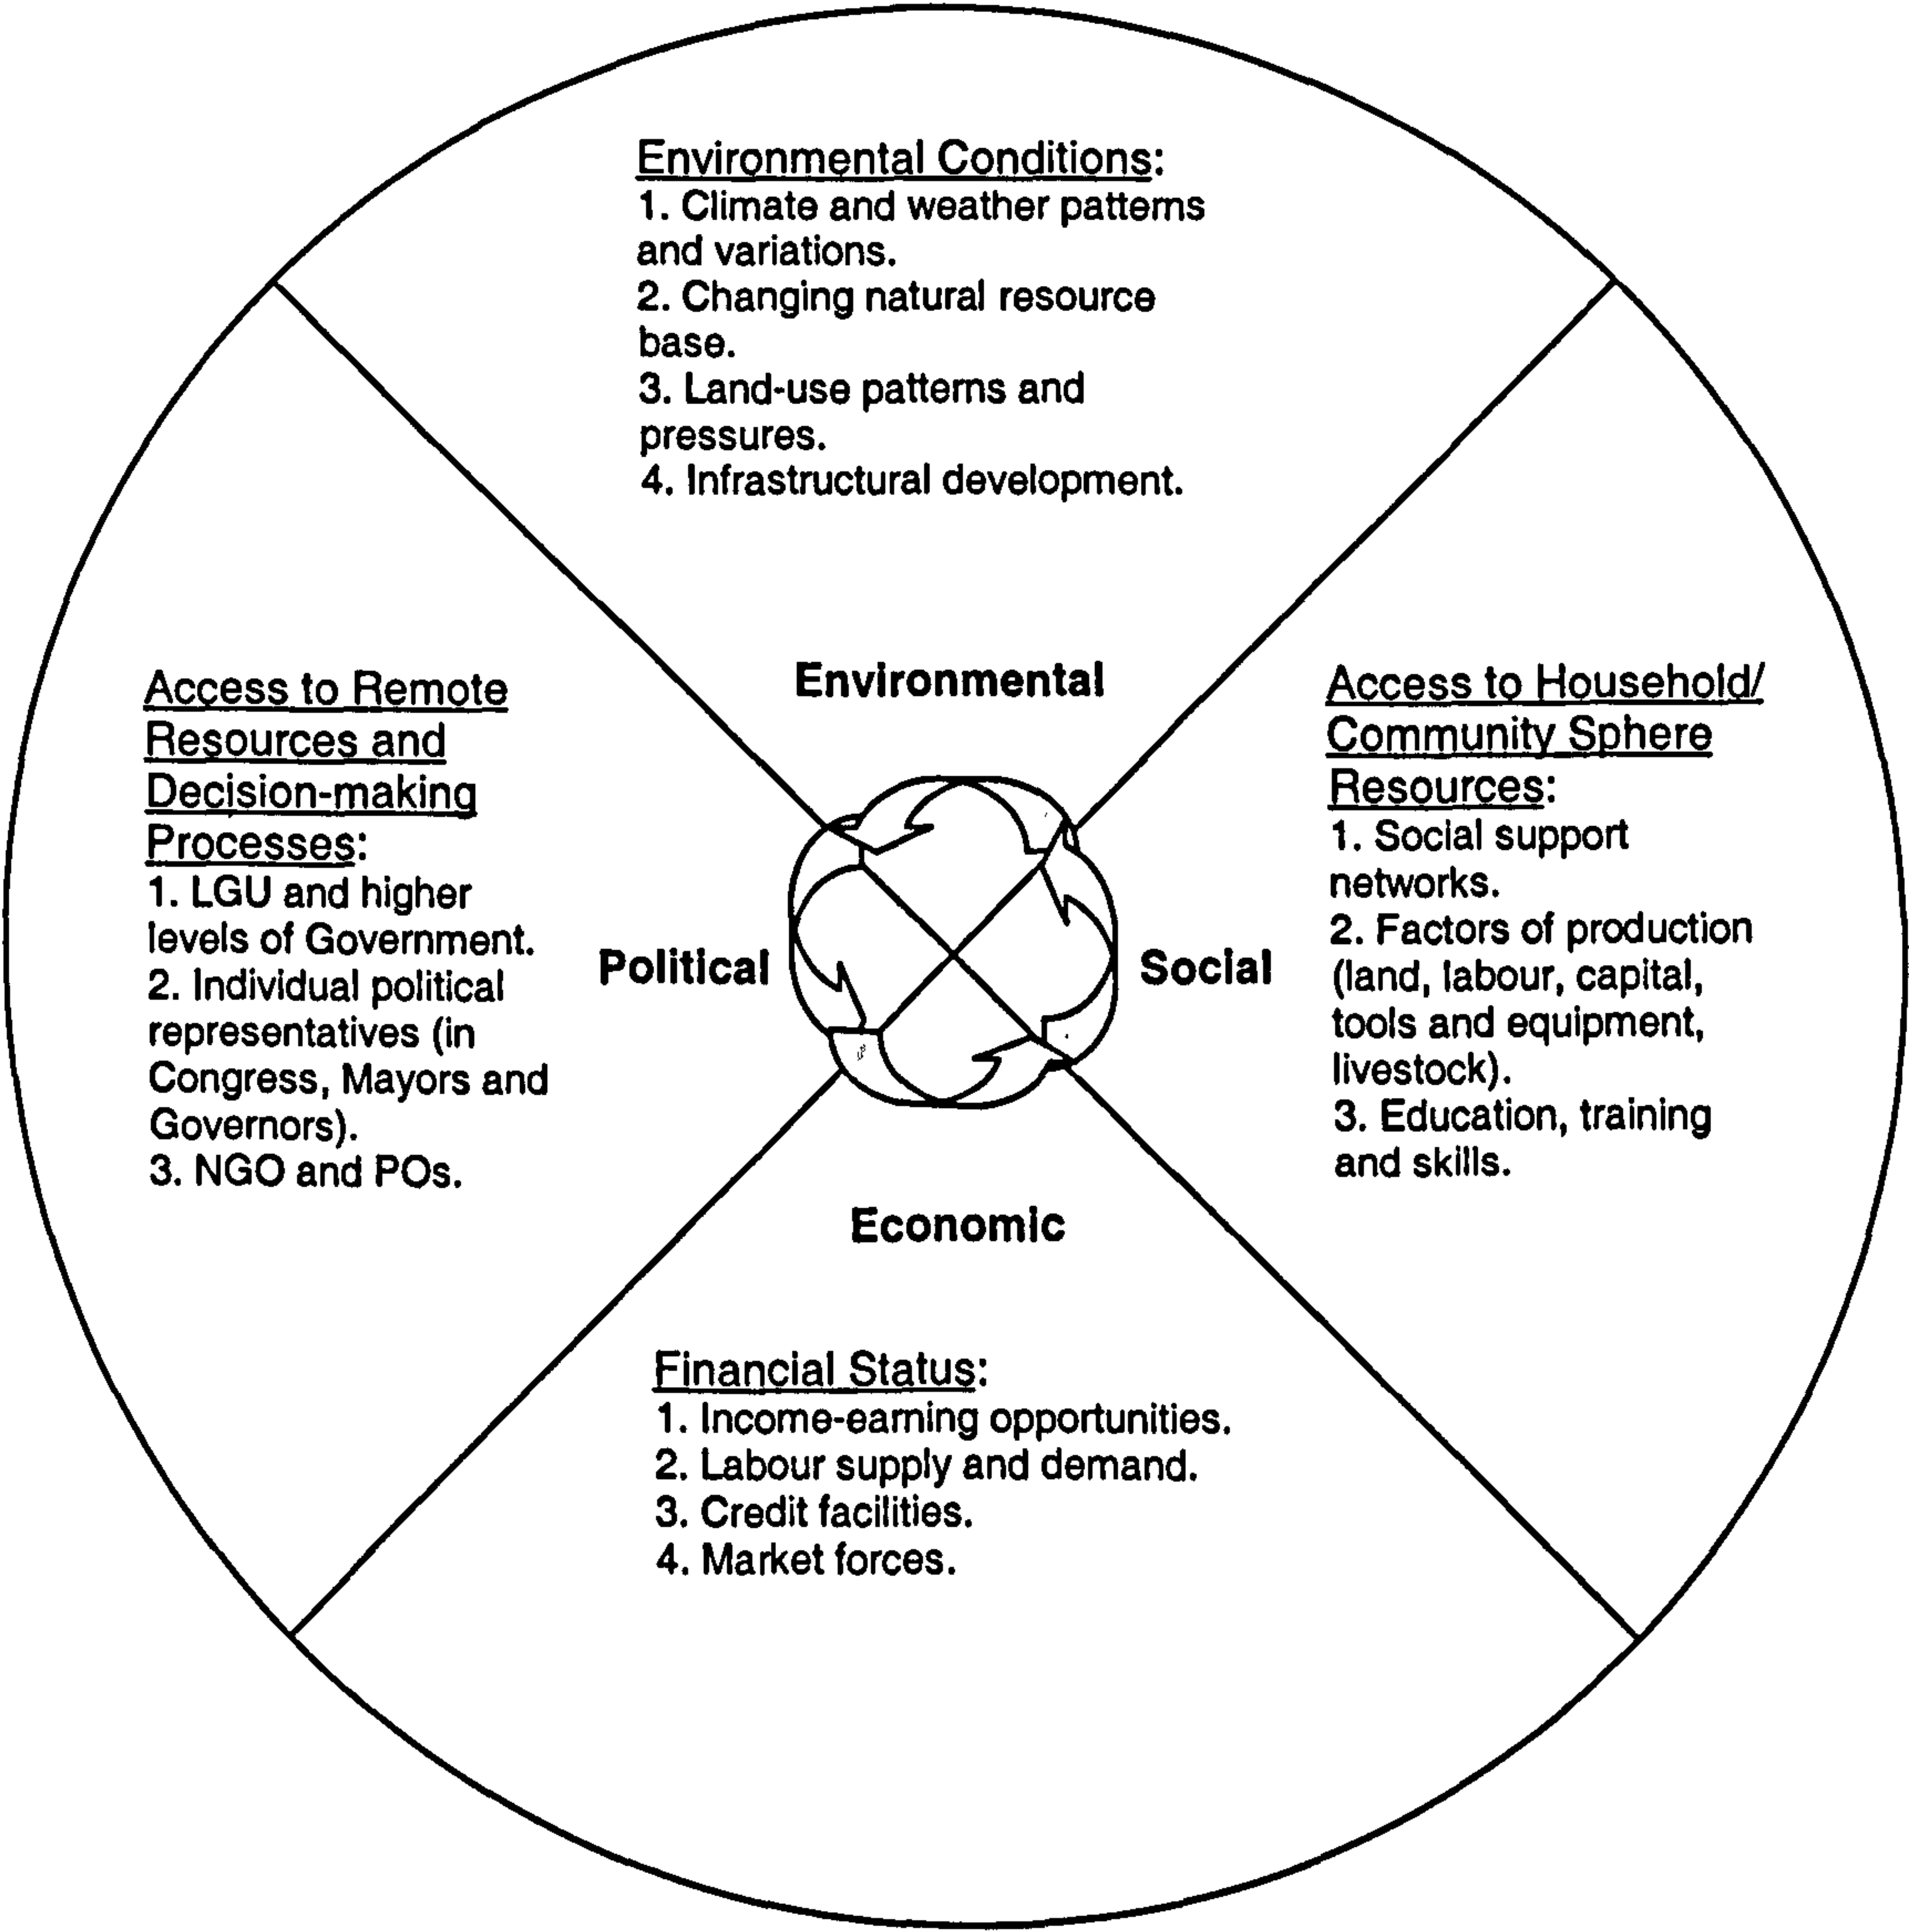 Environmental Conditions:
1. Climate and weather patterns
and variations.
2. Changing natural resource
base.
3. Land-use patterns and
pressures.
4. Infrastructural development.
Environmental
Access to Remote
Resources and
Decision-making
Processes:
1. LGU and higher
levels of Government.
2. Individual political
representatives (in
Congress, Mayors and
Governors).
3. NGO and POs.
Political
Social
Access to Household/
Community Sphere
Resources:
1. Social support
networks.
2. Factors of production
(land, labour, capital,
tools and equipment,
livestock).
3. Education, training
and skills.
Economic
Financial Status:
1. Income-earning opportunities.
2. Labour supply and demand.
3. Credit facilities.
4. Market forces.